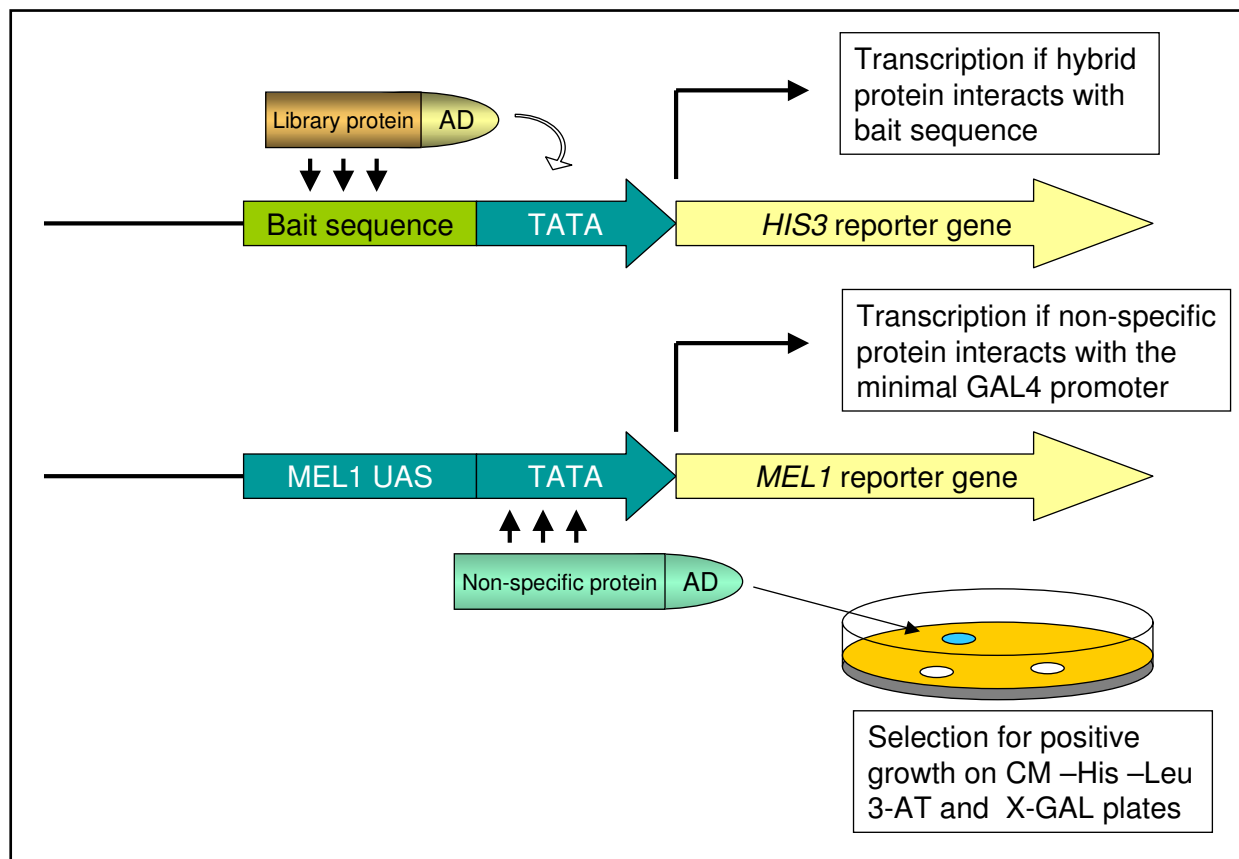 Transcription if hybrid
protein interacts with
bait sequence
Library protein
AD
Bait sequence
TATA
HIS3 reporter gene
Transcription if non-specific
protein interacts with the
minimal GAL4 promoter
MEL1 UAS
TATA
MEL1 reporter gene
Non-specific protein
AD
Selection for positive
growth on CM –His –Leu
3-AT and X-GAL plates